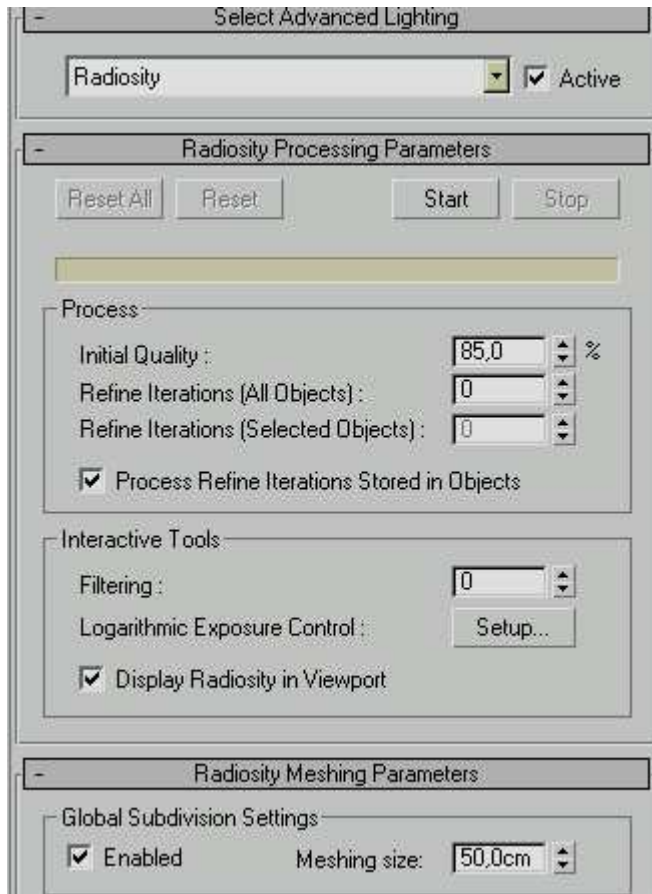 - Select Advanced Lighting
Radiosity Active
- Radiosity Processing Parameters
Reset All Reset Start Stop
Process
Initial Quality : 85,0 %
Refine Iterations (All Objects) : 0
Refine Iterations (Selected Objects) : 0
Process Refine Iterations Stored in Objects
Interactive Tools
Filtering : 0
Logarithmic Exposure Control : Setup...
Display Radiosity in Viewport
- Radiosity Meshing Parameters
Global Subdivision Settings
Enabled Meshing size: 50,0cm